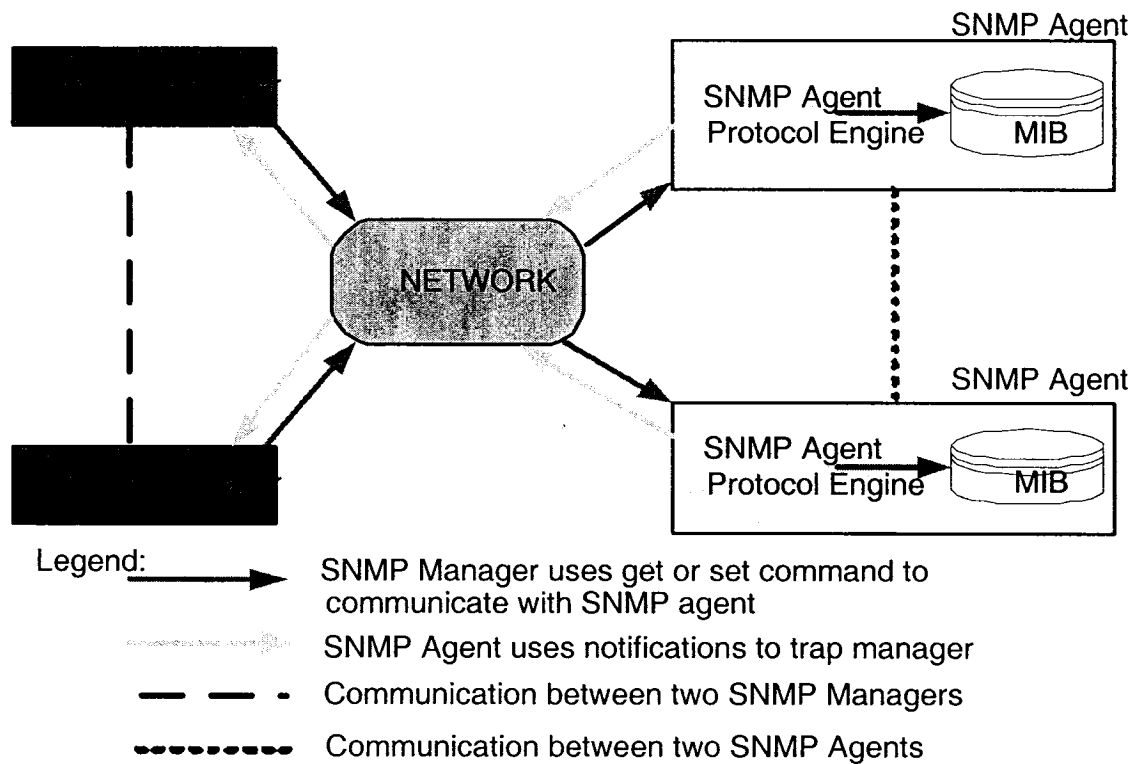 SNMP Agent
SNMP Agent
Protocol Engine
MIB
NETWORK
SNMP Agent
SNMP Agent
Protocol Engine
MIB
Legend:
SNMP Manager uses get or set command to
communicate with SNMP agent
SNMP Agent uses notifications to trap manager
Communication between two SNMP Managers
Communication between two SNMP Agents